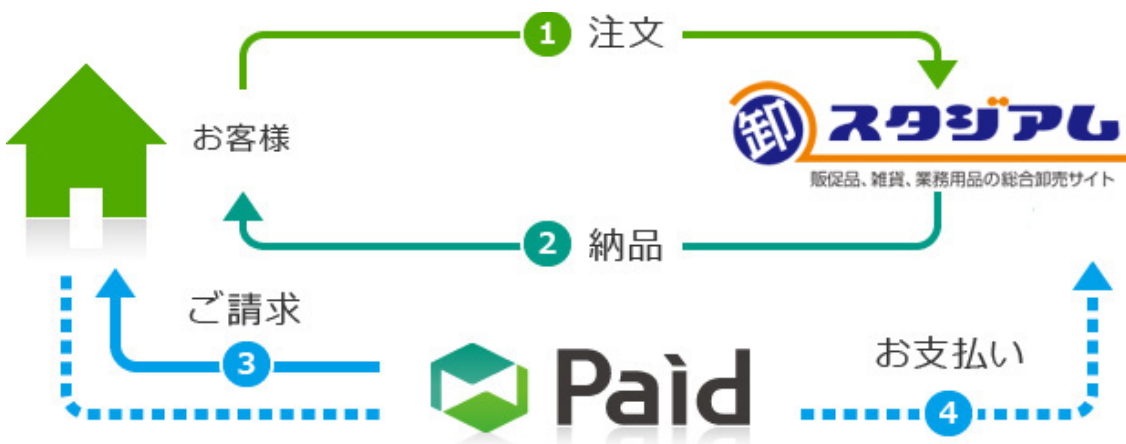 1 注文
お客様
卸 スタジアム
販促品、雑貨、業務用品の総合卸売サイト
2 納品
ご請求
3
Paid
お支払い
4